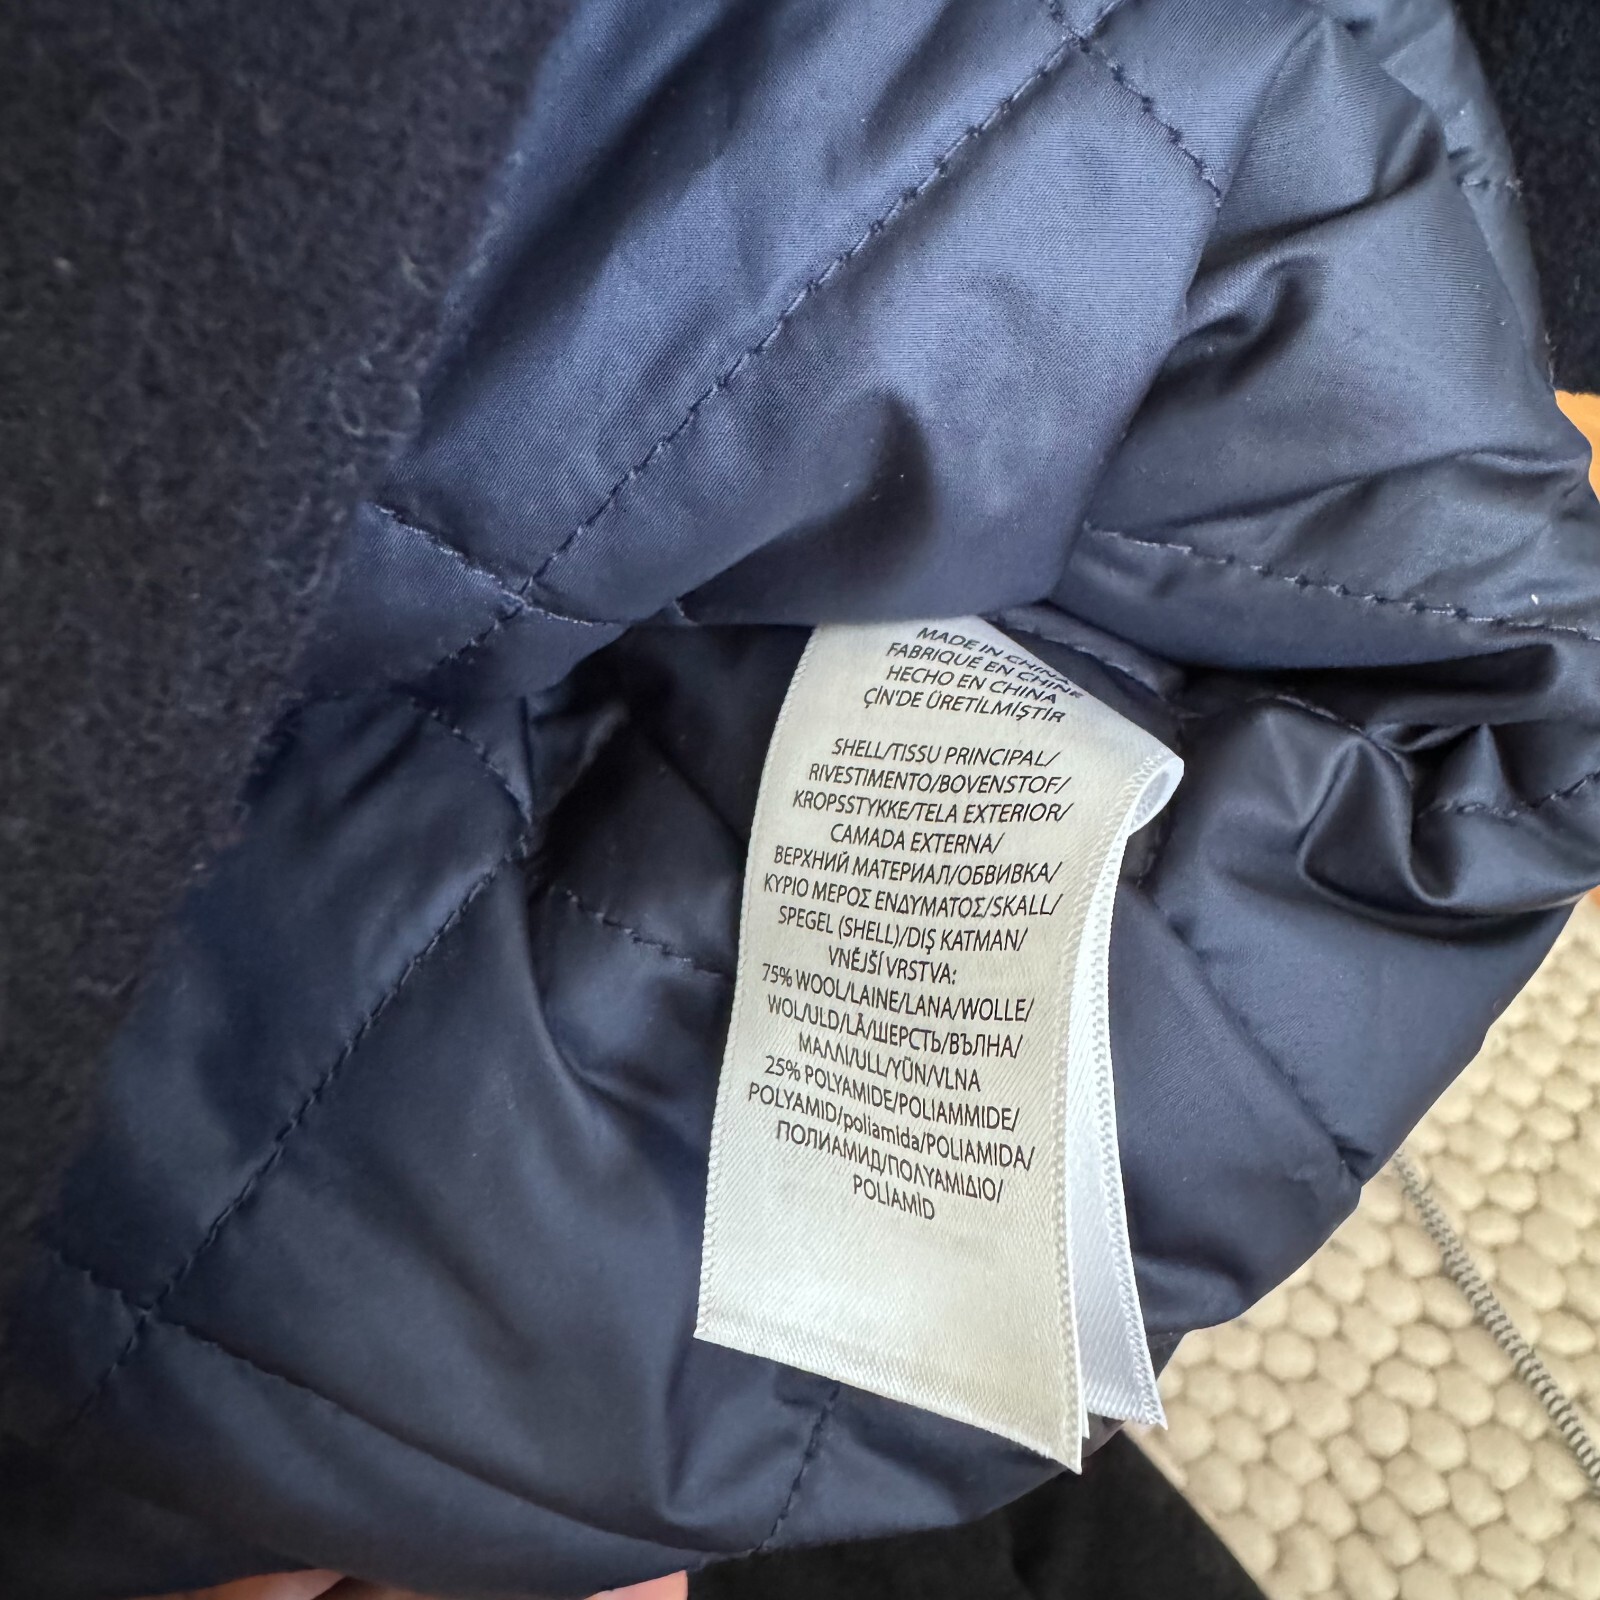 MADE IN CHINA
FABRIQUÉ EN CHINE
HECHO EN CHINA
ÇİN'DE ÜRETİLMİŞTİR
SHELL/TISSU PRINCIPAL/
RIVESTIMENTO/BOVENSTOF/
KROPSSTYKKE/TELA EXTERIOR/
CAMADA EXTERNA/
ВЕРХНИЙ МАТЕРИАЛ/ОБВИВКА/
ΚΥΡΙΟ ΜΕΡΟΣ ΕΝΔΥΜΑΤΟΣ/SKALL/
SPEGEL (SHELL)/DIŞ KATMAN/
VNĚJŠÍ VRSTVA:
75% WOOL/LAINE/LANA/WOLLE/
WOL/ULD/LÃ/ШЕРСТЬ/ВЪЛНА/
ΜΑΛΛΙ/ULL/YÜN/VLNA
25% POLYAMIDE/POLIAMMIDE/
POLYAMID/poliamida/POLIAMIDA/
ПОЛИАМИД/ΠΟΛΥΑΜΙΔΙΟ/
POLIAMİD